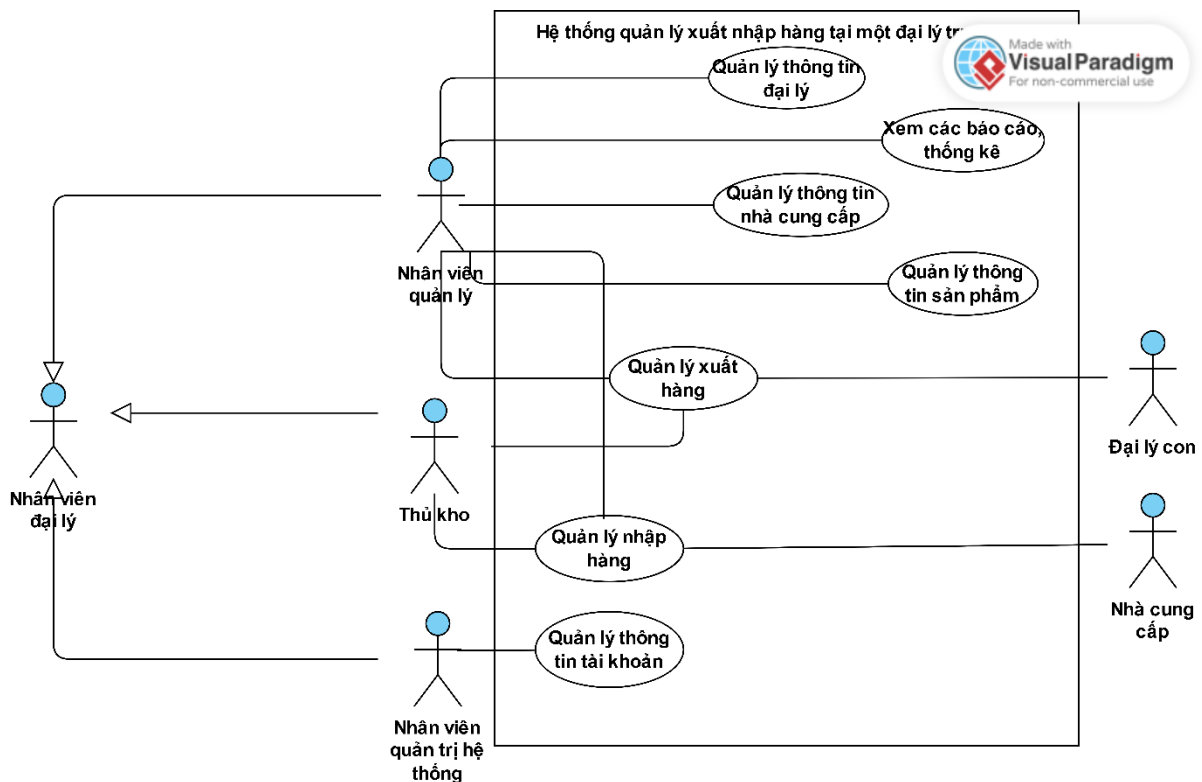 Hệ thống quản lý xuất nhập hàng tại một đại lý
Made with
VisualParadigm
For non-commercial use
Quản lý thông tin
đại lý
Xem các báo cáo,
thống kê
Quản lý thông tin
nhà cung cấp
Nhân viên
quản lý
Quản lý thông
tin sản phẩm
Quản lý xuất
hàng
Đại lý con
Nhân viên
đại lý
Thủ kho
Quản lý nhập
hàng
Nhà cung
cấp
Quản lý thông
tin tài khoản
Nhân viên
quản trị hệ
thống